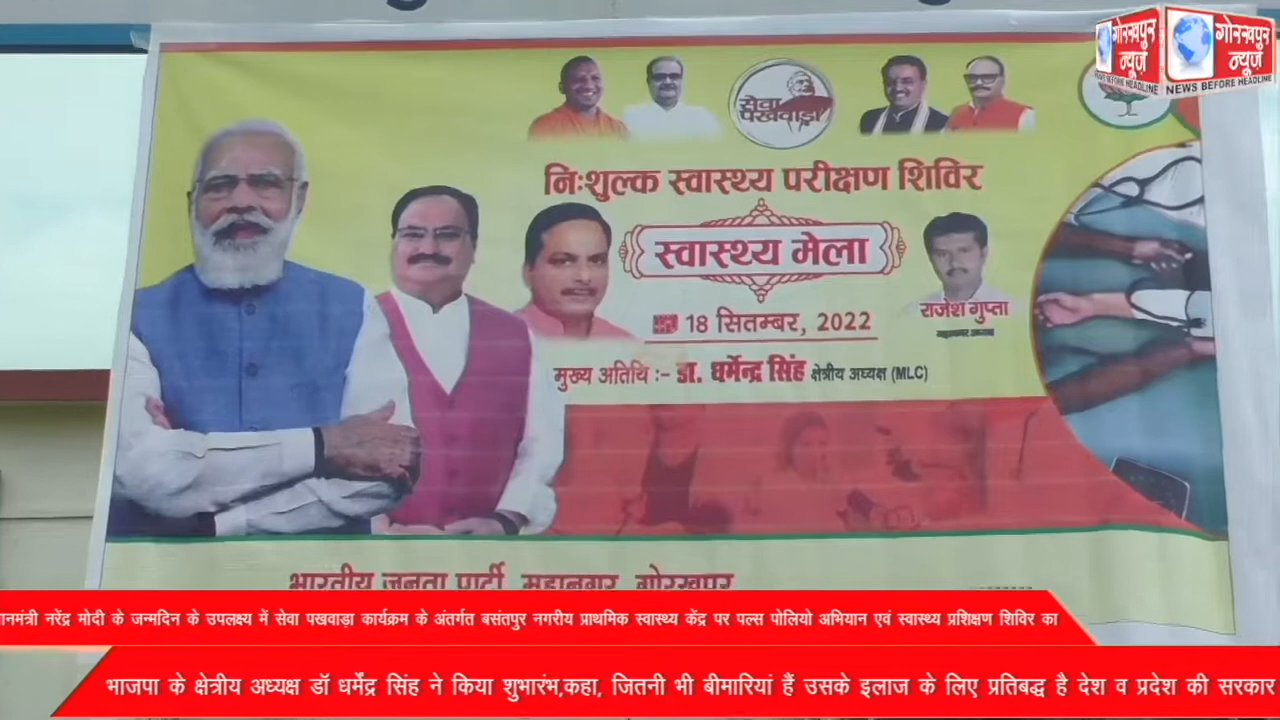 गोरखपुर
न्यूज़
NEWS BEFORE HEADLINE
गोरखपुर
न्यूज़
NEWS BEFORE HEADLINE
सेवा
पखवाड़ा
निःशुल्क स्वास्थ्य परीक्षण शिविर
स्वास्थ्य मेला
18 सितम्बर, 2022
राजेश गुप्ता
मुख्य अतिथि :- डा. धर्मेन्द्र सिंह क्षेत्रीय अध्यक्ष (MLC)
भारतीय जनता पार्टी, महानगर, गोरखपुर
नमंत्री नरेंद्र मोदी के जन्मदिन के उपलक्ष्य में सेवा पखवाड़ा कार्यक्रम के अंतर्गत बसंतपुर नगरीय प्राथमिक स्वास्थ्य केंद्र पर पल्स पोलियो अभियान एवं स्वास्थ्य प्रशिक्षण शिविर का
भाजपा के क्षेत्रीय अध्यक्ष डॉ धर्मेंद्र सिंह ने किया शुभारंभ,कहा, जितनी भी बीमारियां हैं उसके इलाज के लिए प्रतिबद्ध है देश व प्रदेश की सरकार